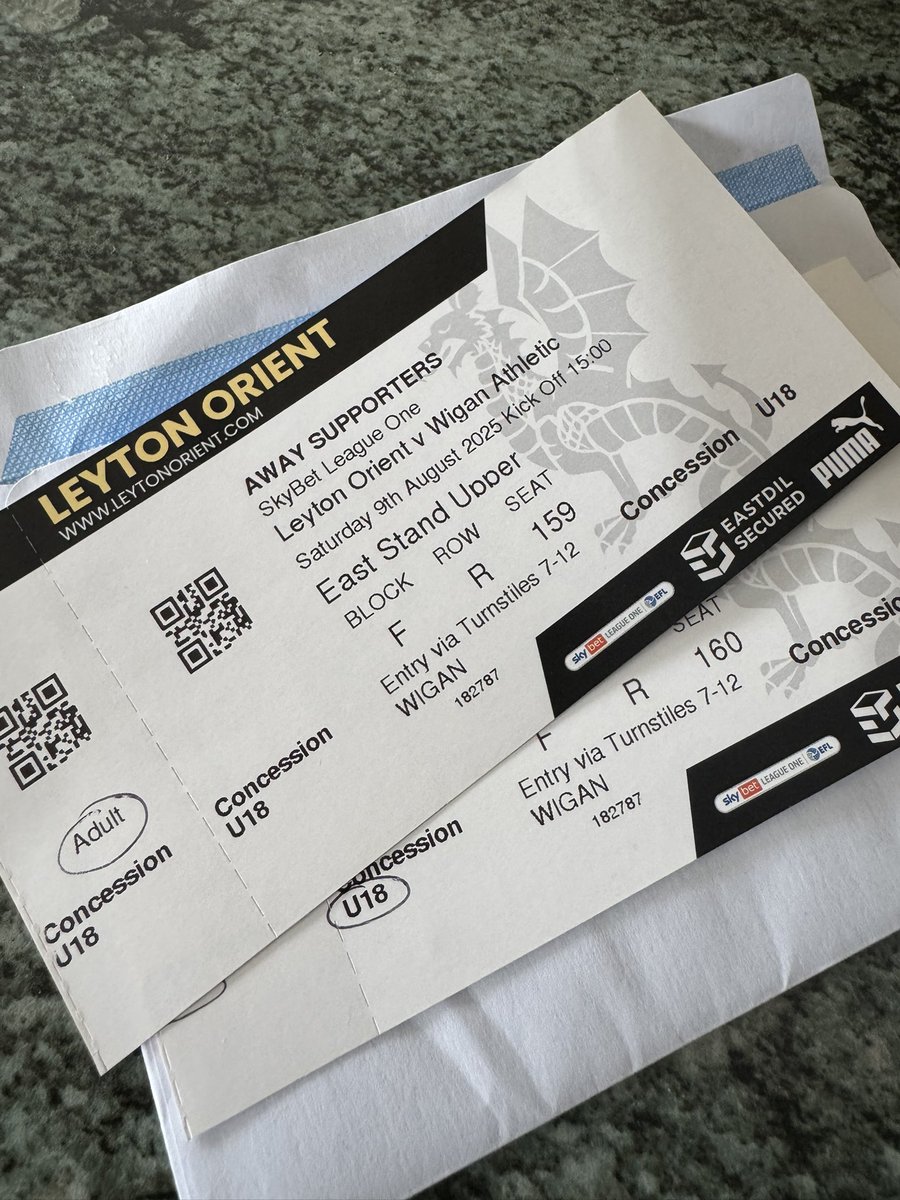 LEYTON ORIENT
WWW.LEYTONORIENT.COM
AWAY SUPPORTERS
SkyBet League One
Leyton Orient v Wigan Athletic
Saturday 9th August 2025 Kick Off 15:00
East Stand Upper
BLOCK ROW SEAT
F R 159
Entry via Turnstiles 7-12
WIGAN
182787
Concession U18
Concession
U18
Adult
Concession
U18
sky bet LEAGUE ONE EFL
EASTDIL
SECURED
PUMA
SEAT
F R 160
Entry via Turnstiles 7-12
WIGAN
182787
Concession
U18
sky bet LEAGUE ONE EFL